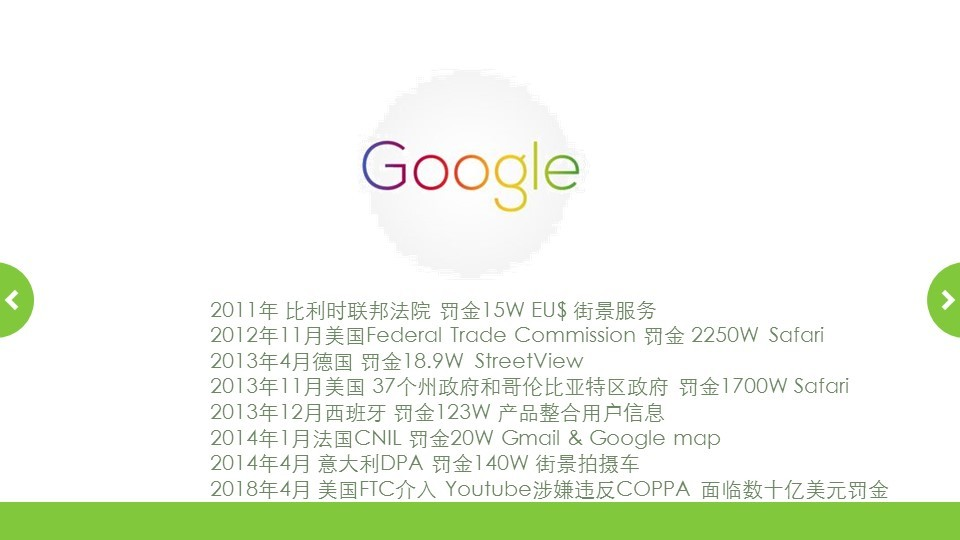 Google
2011年 比利时联邦法院 罚金15W EU$ 街景服务
2012年11月美国Federal Trade Commission 罚金 2250W Safari
2013年4月德国 罚金18.9W StreetView
2013年11月美国 37个州政府和哥伦比亚特区政府 罚金1700W Safari
2013年12月西班牙 罚金123W 产品整合用户信息
2014年1月法国CNIL 罚金20W Gmail & Google map
2014年4月 意大利DPA 罚金140W 街景拍摄车
2018年4月 美国FTC介入 Youtube涉嫌违反COPPA 面临数十亿美元罚金